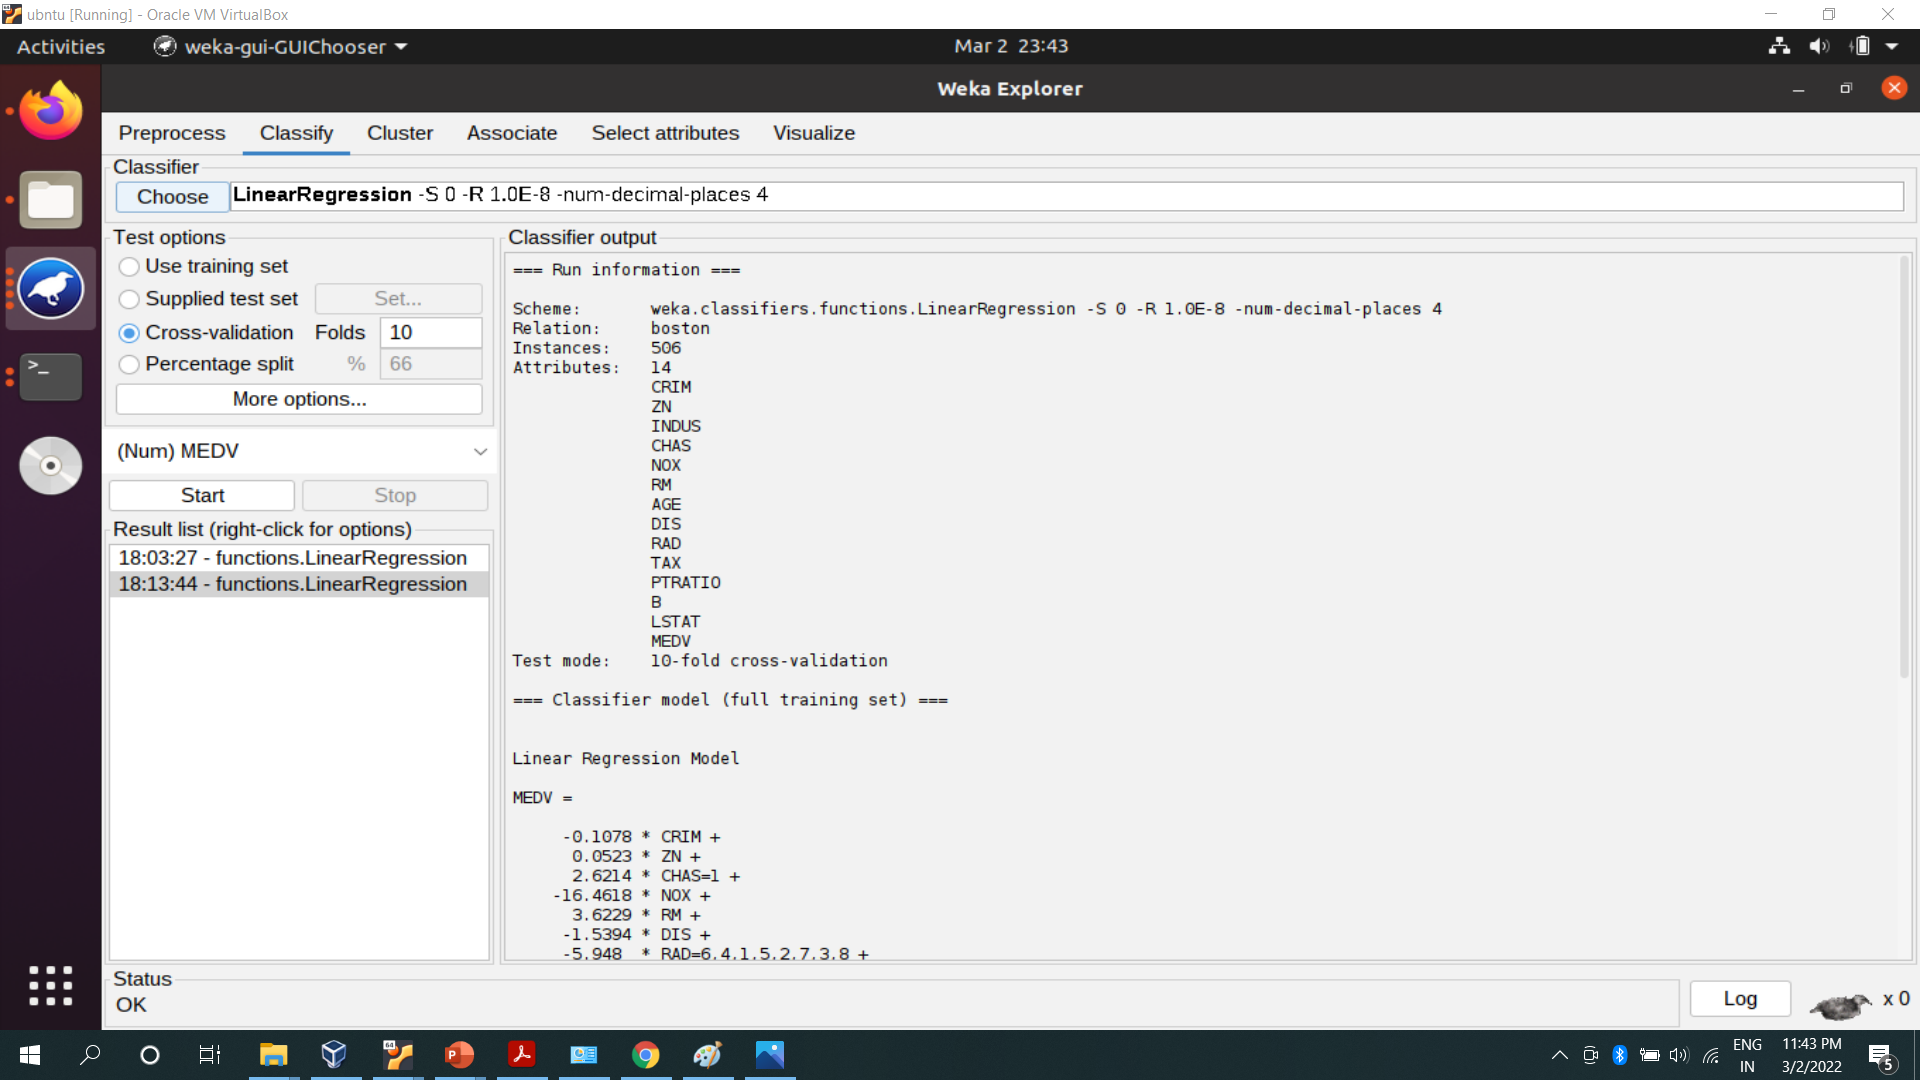 ubntu [Running] - Oracle VM VirtualBox
Activities weka-gui-GUIChooser Mar 2 23:43
Weka Explorer
Preprocess Classify Cluster Associate Select attributes Visualize
Classifier
Choose LinearRegression -S 0 -R 1.0E-8 -num-decimal-places 4
Test options
Use training set
Supplied test set Set...
Cross-validation Folds 10
Percentage split % 66
More options...
(Num) MEDV
Start Stop
Result list (right-click for options)
18:03:27 - functions.LinearRegression
18:13:44 - functions.LinearRegression
Classifier output
=== Run information ===
Scheme: weka.classifiers.functions.LinearRegression -S 0 -R 1.0E-8 -num-decimal-places 4
Relation: boston
Instances: 506
Attributes: 14
CRIM
ZN
INDUS
CHAS
NOX
RM
AGE
DIS
RAD
TAX
PTRATIO
B
LSTAT
MEDV
Test mode: 10-fold cross-validation
=== Classifier model (full training set) ===
Linear Regression Model
MEDV =
-0.1078 * CRIM +
0.0523 * ZN +
2.6214 * CHAS=1 +
-16.4618 * NOX +
3.6229 * RM +
-1.5394 * DIS +
-5.948 * RAD=6,4,1,5,2,7,3,8 +
Status
OK
Log x 0
ENG
IN
11:43 PM
3/2/2022
5